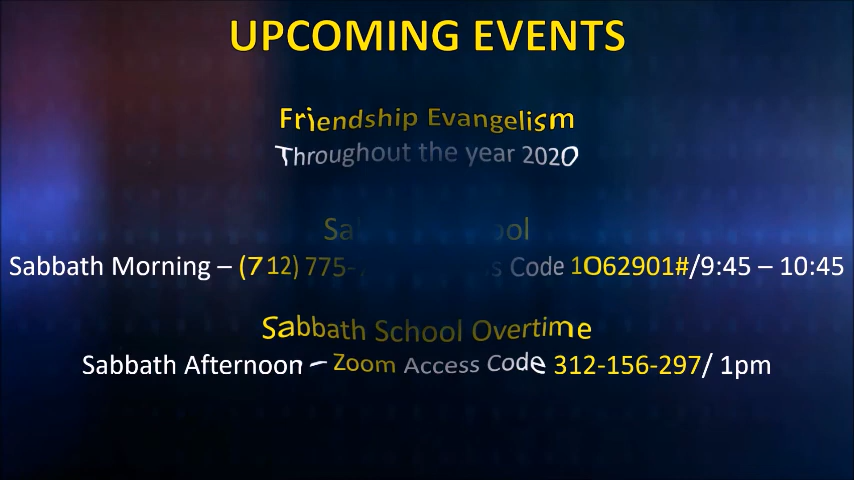 UPCOMING EVENTS
Friendship Evangelism
Throughout the year 2020
Sabbath Morning – (712) 775- Code 1062901#/9:45 – 10:45
Sabbath School Overtime
Sabbath Afternoon – Zoom Access Code 312-156-297/ 1pm